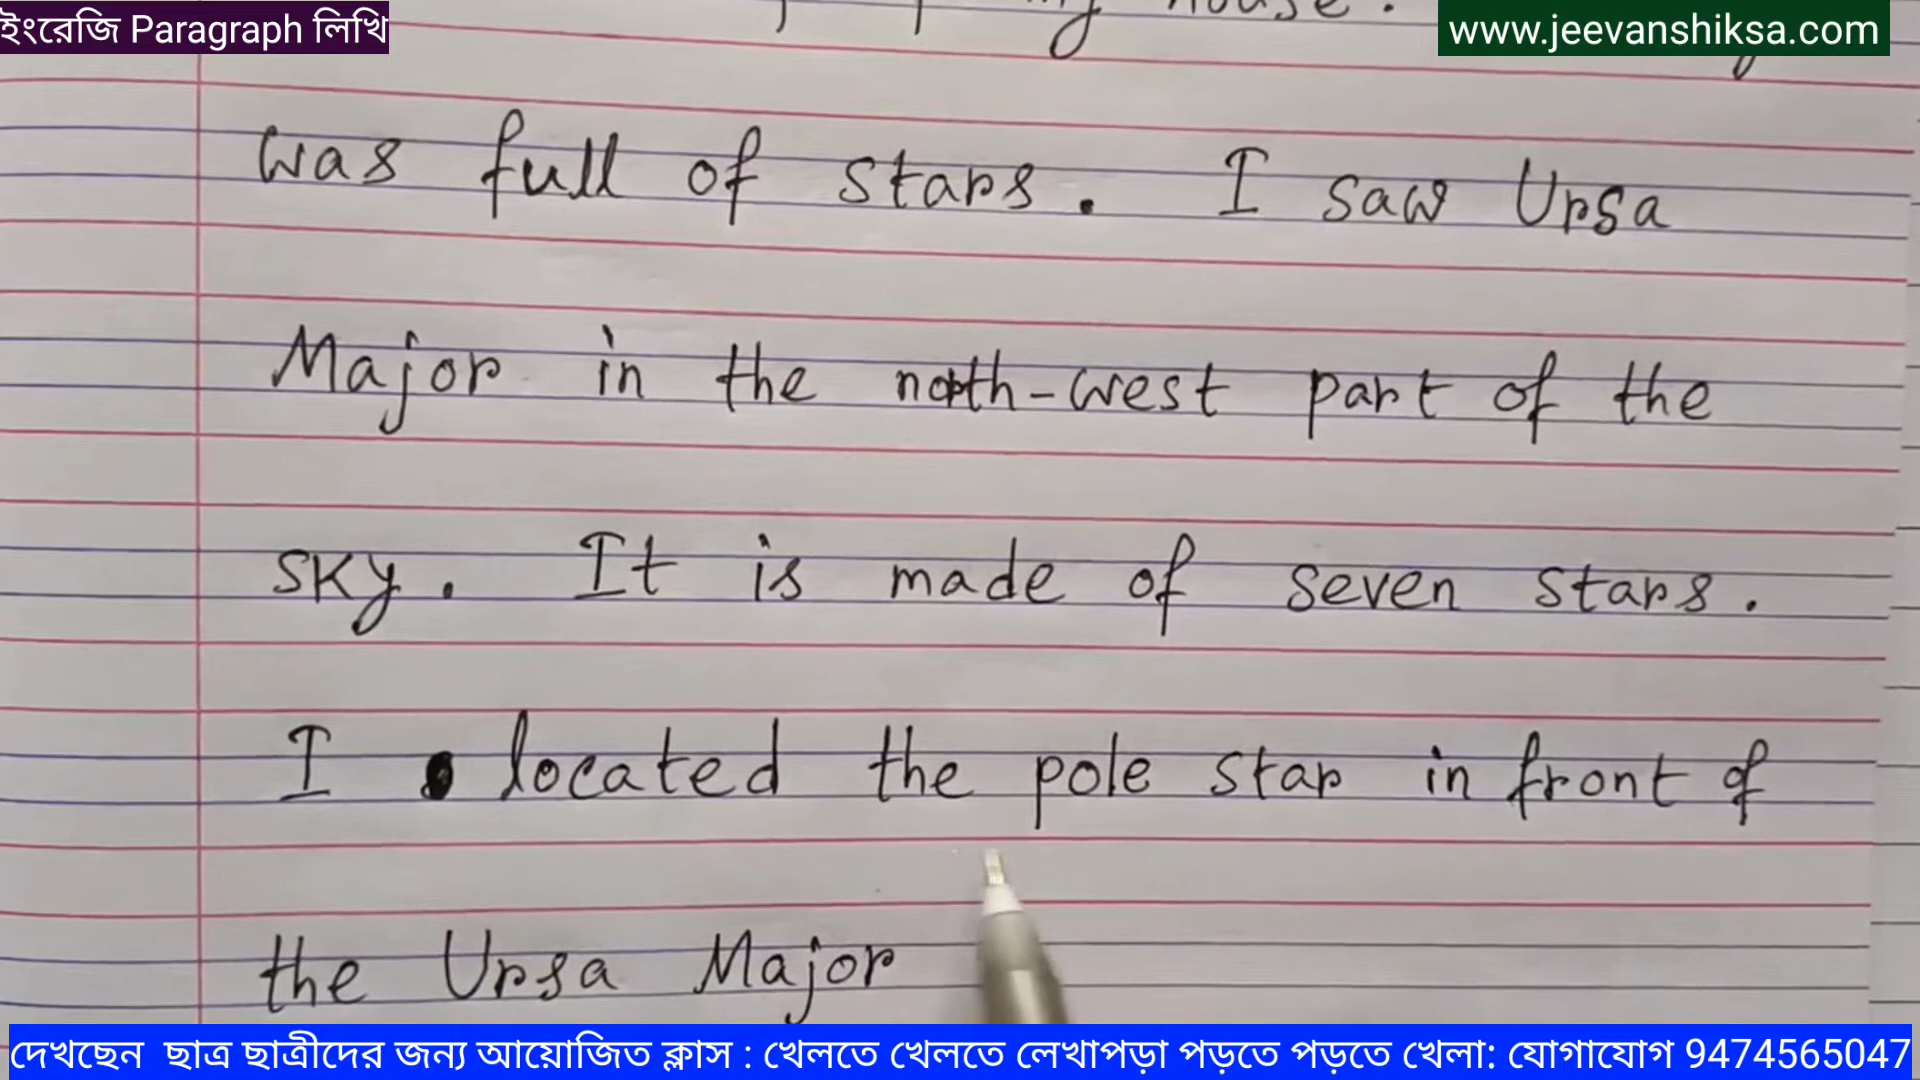 ইংরেজি Paragraph লিখি
www.jeevanshiksa.com
house.
was full of stars. I saw Ursa
Major in the north-west part of the
sky. It is made of seven stars.
I located the pole star in front of
the Ursa Major
দেখছেন ছাত্র ছাত্রীদের জন্য আয়োজিত ক্লাস : খেলতে খেলতে লেখাপড়া পড়তে পড়তে খেলা: যোগাযোগ 9474565047